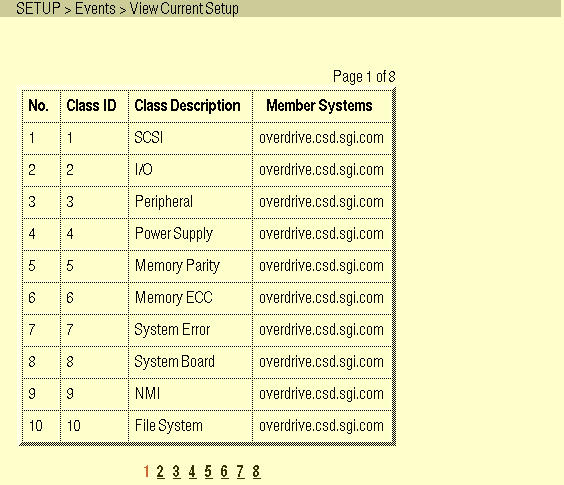 SETUP > Events > View Current Setup
Page 1 of 8
No. Class ID Class Description Member Systems
1 1 SCSI overdrive.csd.sgi.com
2 2 I/O overdrive.csd.sgi.com
3 3 Peripheral overdrive.csd.sgi.com
4 4 Power Supply overdrive.csd.sgi.com
5 5 Memory Parity overdrive.csd.sgi.com
6 6 Memory ECC overdrive.csd.sgi.com
7 7 System Error overdrive.csd.sgi.com
8 8 System Board overdrive.csd.sgi.com
9 9 NMI overdrive.csd.sgi.com
10 10 File System overdrive.csd.sgi.com
1 2 3 4 5 6 7 8